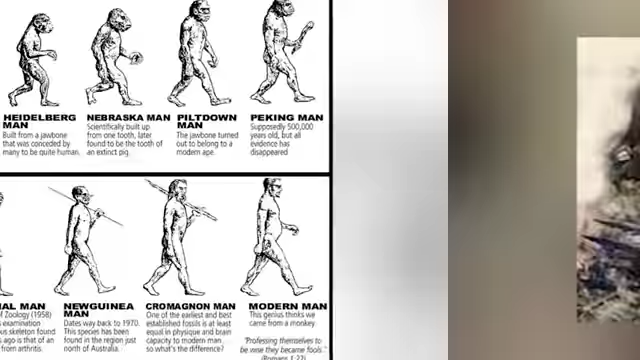 HEIDELBERG MAN
Built from a jawbone
that was conceded by
many to be quite human.
NEBRASKA MAN
Scientifically built up
from one tooth, later
found to be the tooth of
an extinct pig.
PILTDOWN
MAN
The jawbone turned
out to belong to a
modern ape.
PEKING MAN
Supposedly 500,000
years old, but all
evidence has
disappeared
AL MAN
of Zoology (1958)
examination
skeleton found
ago is that of an
from arthritis.
NEWGUINEA
MAN
Dates way back to 1970.
This species has been
found in the region just
north of Australia.
CROMAGNON MAN
One of the earliest and best
established fossils is at least
equal in physique and brain
capacity to modern man
so what's the difference?
MODERN MAN
This genius thinks we
came from a monkey.
"Professing themselves to
be wise they became fools."
(Romans 1:22)